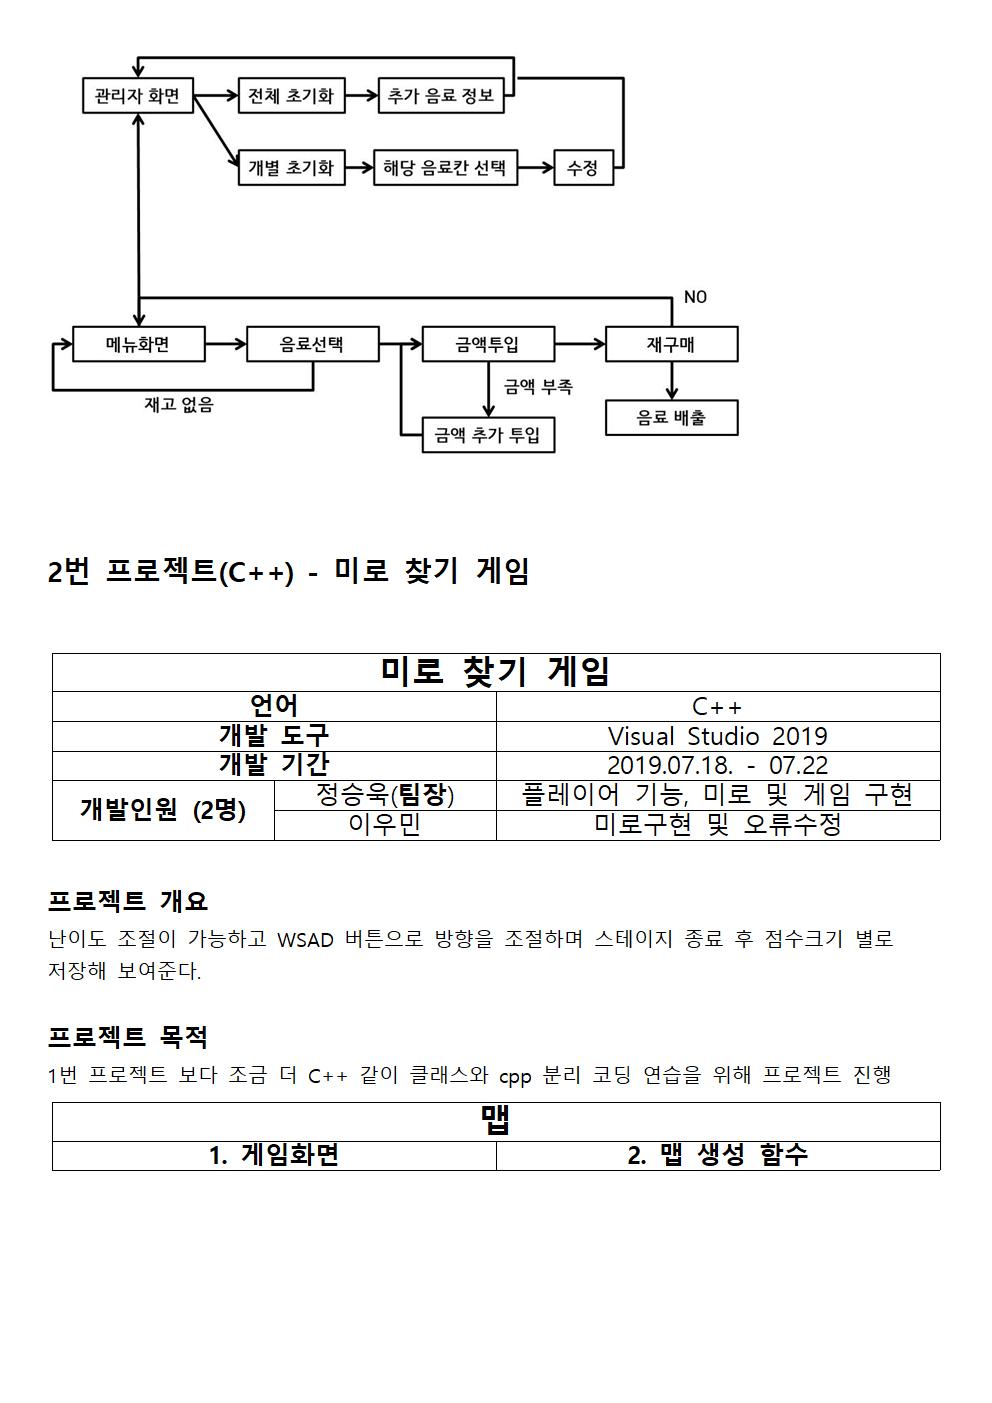 관리자 화면
전체 초기화
추가 음료 정보
개별 초기화
해당 음료칸 선택
수정
NO
메뉴화면
음료선택
금액투입
재구매
금액 부족
재고 없음
음료 배출
금액 추가 투입
2번 프로젝트(C++) - 미로 찾기 게임
미로 찾기 게임
언어 C++
개발 도구 Visual Studio 2019
개발 기간 2019.07.18. - 07.22
개발인원 (2명) 정승욱(팀장) 플레이어 기능, 미로 및 게임 구현
이우민 미로구현 및 오류수정
프로젝트 개요
난이도 조절이 가능하고 WSAD 버튼으로 방향을 조절하며 스테이지 종료 후 점수크기 별로
저장해 보여준다.
프로젝트 목적
1번 프로젝트 보다 조금 더 C++ 같이 클래스와 cpp 분리 코딩 연습을 위해 프로젝트 진행
맵
1. 게임화면 2. 맵 생성 함수